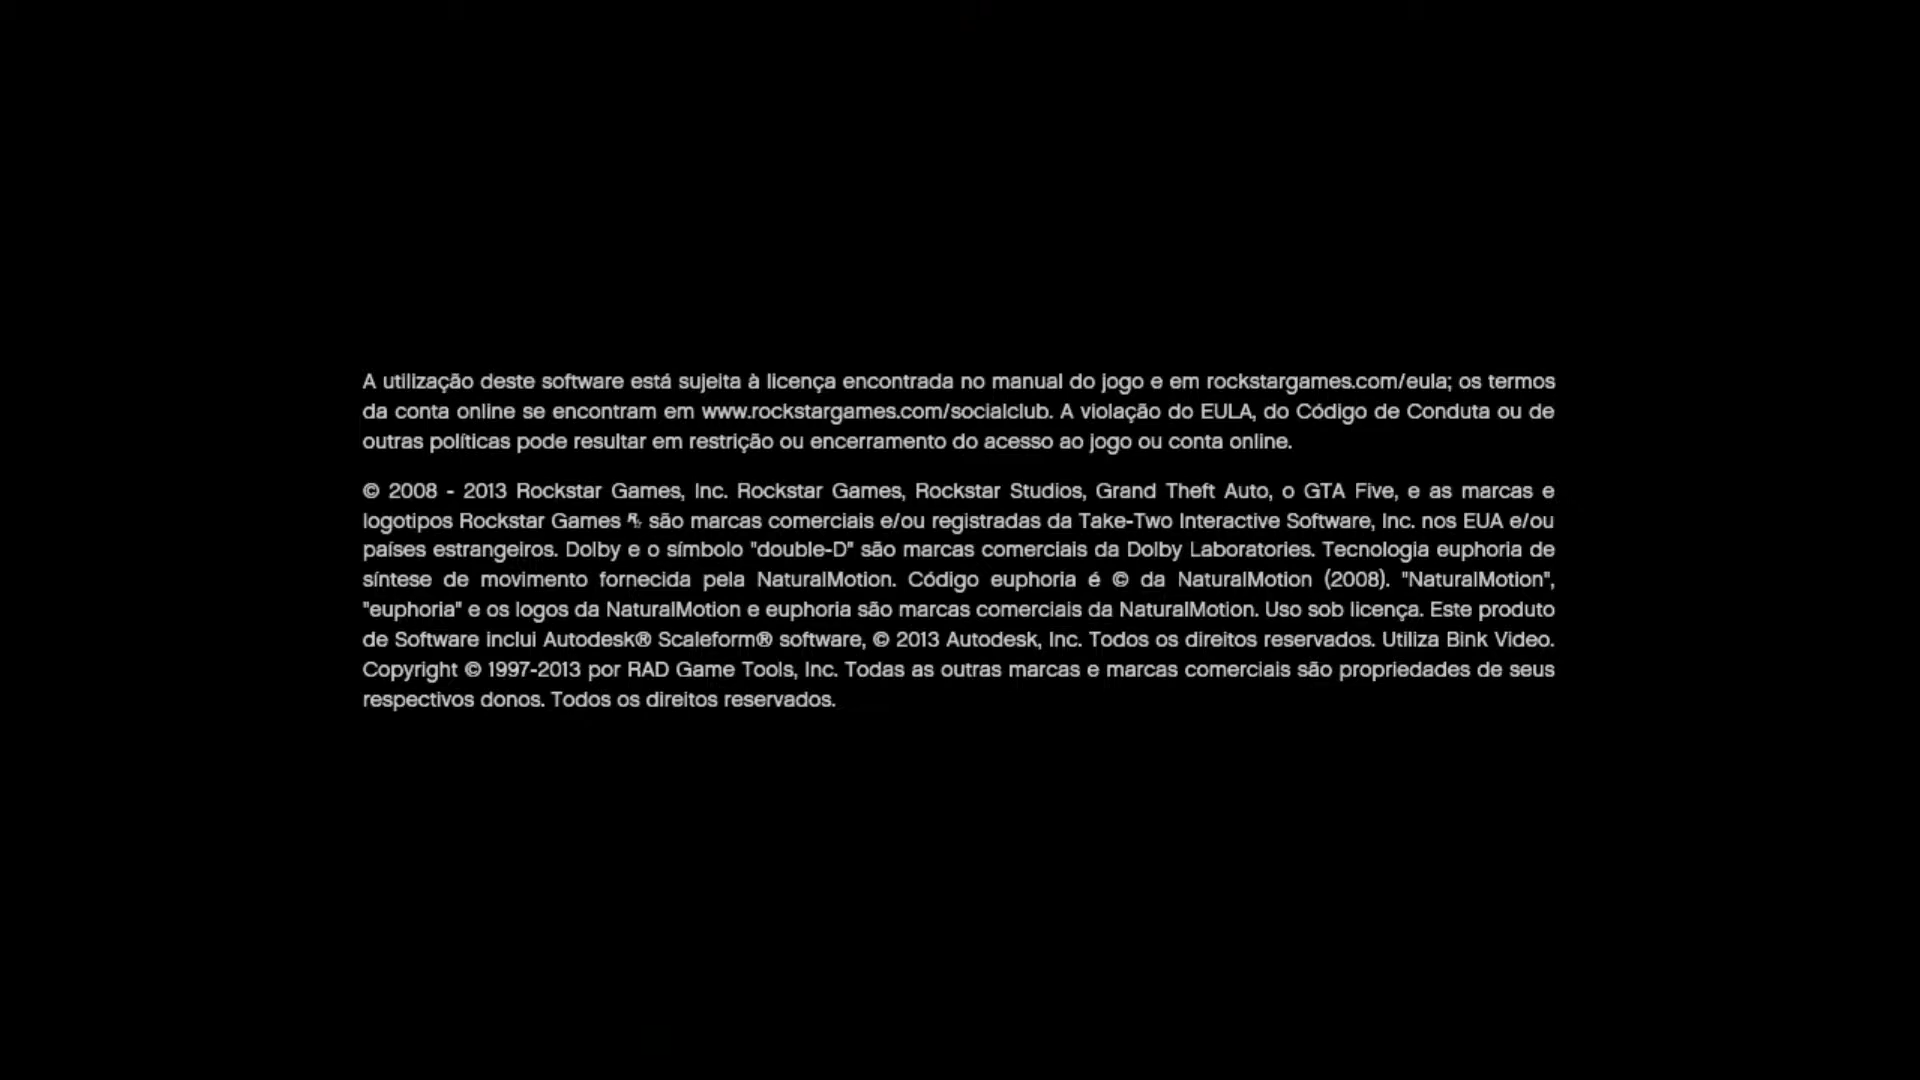 A utilização deste software está sujeita à licença encontrada no manual do jogo e em rockstargames.com/eula; os termos
da conta online se encontram em www.rockstargames.com/socialclub. A violação do EULA, do Código de Conduta ou de
outras políticas pode resultar em restrição ou encerramento do acesso ao jogo ou conta online.
© 2008 - 2013 Rockstar Games, Inc. Rockstar Games, Rockstar Studios, Grand Theft Auto, o GTA Five, e as marcas e
logotipos Rockstar Games R* são marcas comerciais e/ou registradas da Take-Two Interactive Software, Inc. nos EUA e/ou
países estrangeiros. Dolby e o símbolo "double-D" são marcas comerciais da Dolby Laboratories. Tecnologia euphoria de
síntese de movimento fornecida pela NaturalMotion. Código euphoria é © da NaturalMotion (2008). "NaturalMotion",
"euphoria" e os logos da NaturalMotion e euphoria são marcas comerciais da NaturalMotion. Uso sob licença. Este produto
de Software inclui Autodesk® Scaleform® software, © 2013 Autodesk, Inc. Todos os direitos reservados. Utiliza Bink Video.
Copyright © 1997-2013 por RAD Game Tools, Inc. Todas as outras marcas e marcas comerciais são propriedades de seus
respectivos donos. Todos os direitos reservados.